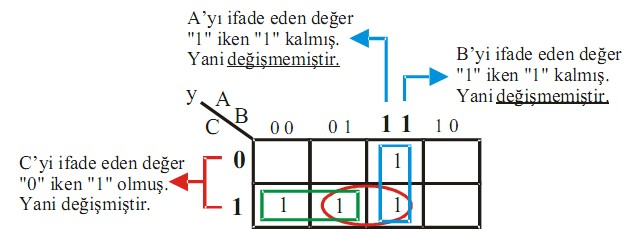 A'yı ifade eden değer
"1" iken "1" kalmış.
Yani değişmemiştir.
B'yi ifade eden değer
"1" iken "1" kalmış.
Yani değişmemiştir.
y A
C B
0 0 0 1 1 1 1 0
C'yi ifade eden değer
"0" iken "1" olmuş.
Yani değişmiştir.
0 1
1 1 1 1